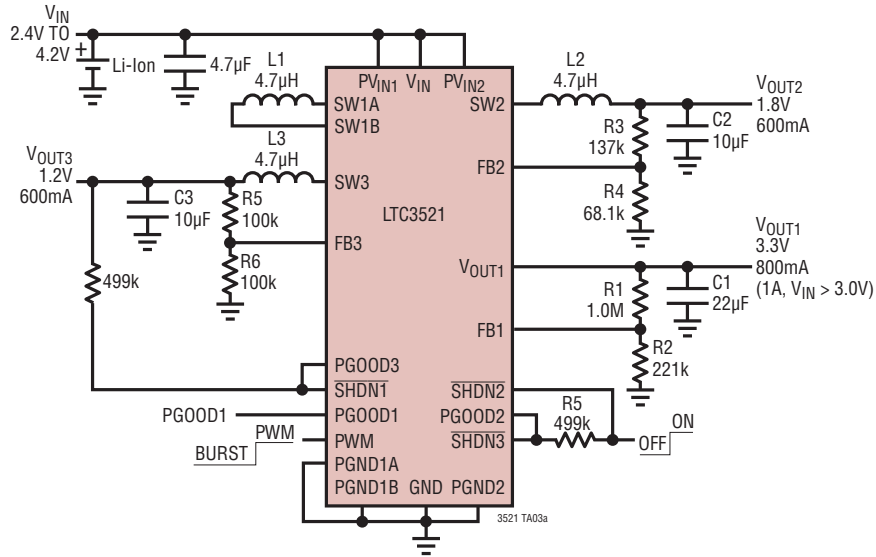 VIN
2.4V TO
4.2V
+
Li-Ion
4.7µF
L1
4.7µH
PVIN1 VIN PVIN2
SW1A
SW1B
L2
4.7µH
SW2
VOUT2
1.8V
600mA
R3
137k
C2
10µF
FB2
R4
68.1k
VOUT3
1.2V
600mA
L3
4.7µH
SW3
C3
10µF
R5
100k
FB3
R6
100k
499k
LTC3521
VOUT1
VOUT1
3.3V
800mA
(1A, VIN > 3.0V)
R1
1.0M
C1
22µF
FB1
R2
221k
PGOOD3
SHDN1
PGOOD1
PGOOD1
PWM
BURST
PWM
PGND1A
PGND1B GND PGND2
SHDN2
PGOOD2
SHDN3
R5
499k
ON
OFF
3521 TA03a